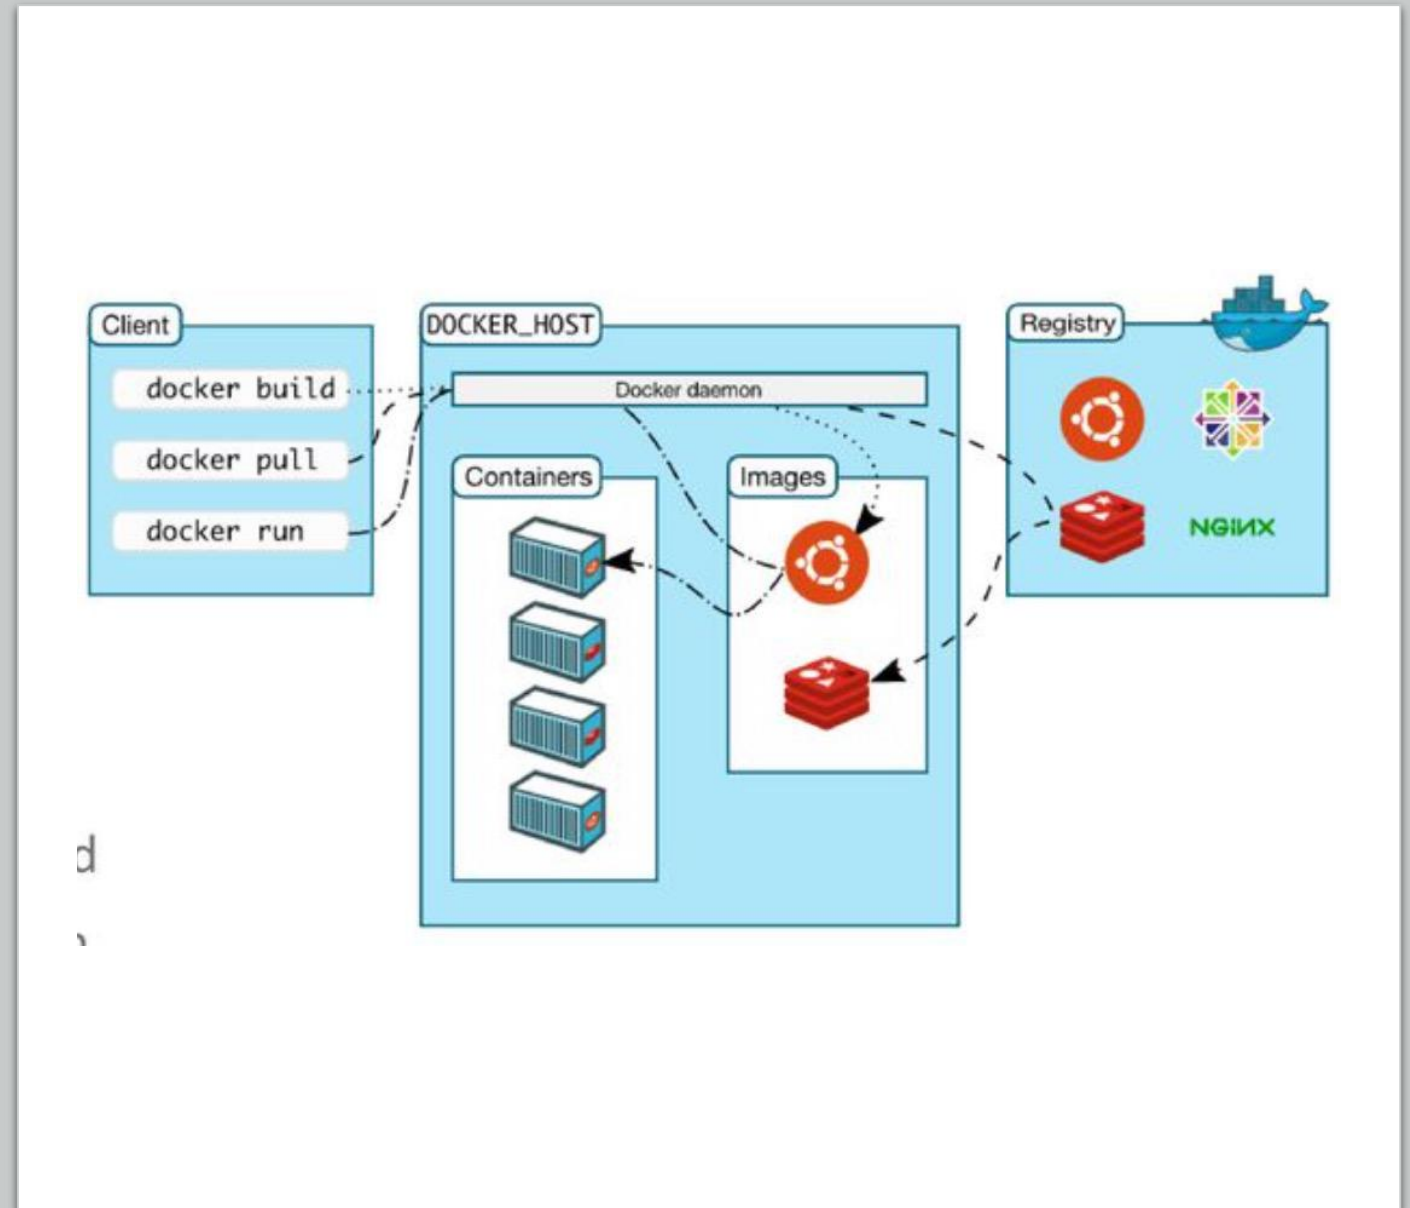 Client
docker build
docker pull
docker run
DOCKER_HOST
Docker daemon
Containers
Images
Registry
NGiNX
d